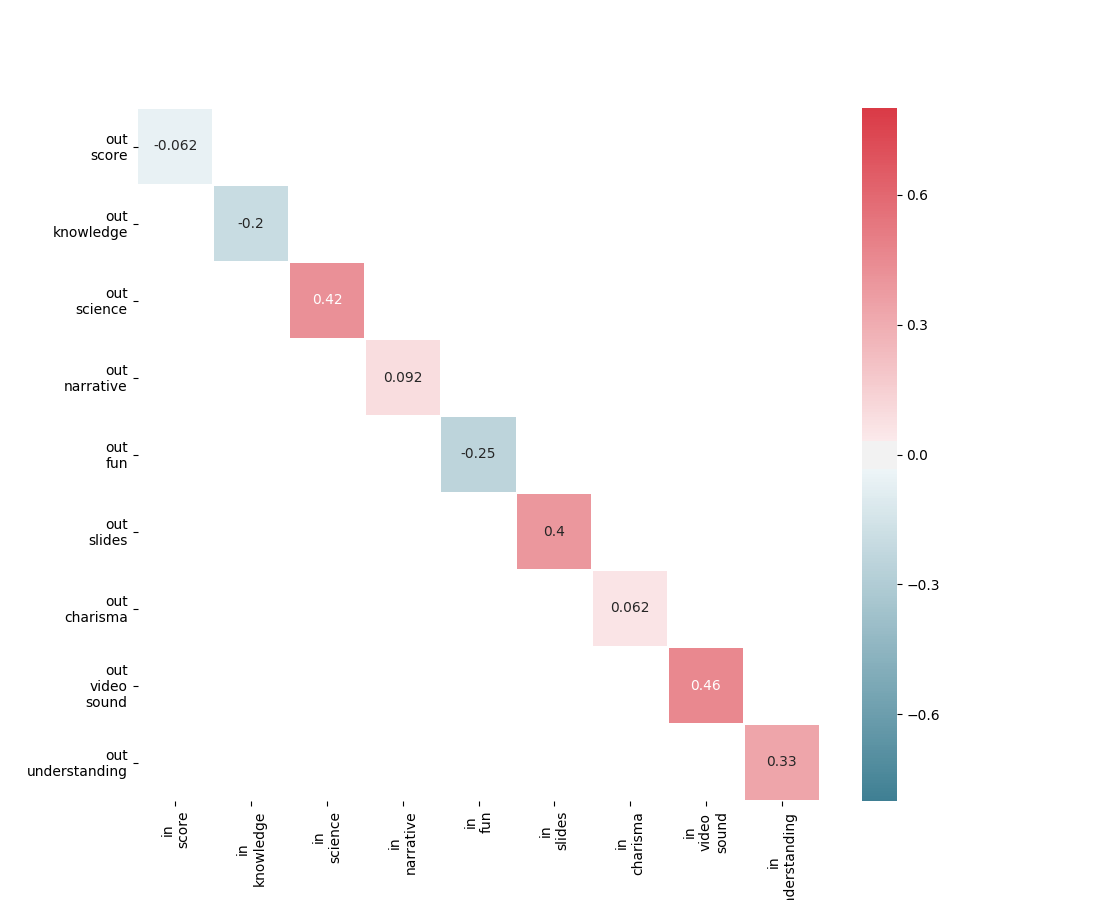 out
score
-0.062
out
knowledge
-0.2
0.6
out
science
0.42
0.3
out
narrative
0.092
out
fun
-0.25
0.0
out
slides
0.4
−0.3
out
charisma
0.062
out
video
sound
0.46
−0.6
out
understanding
0.33
in
score
in
knowledge
in
science
in
narrative
in
fun
in
slides
in
charisma
in
video
sound
in
nderstanding